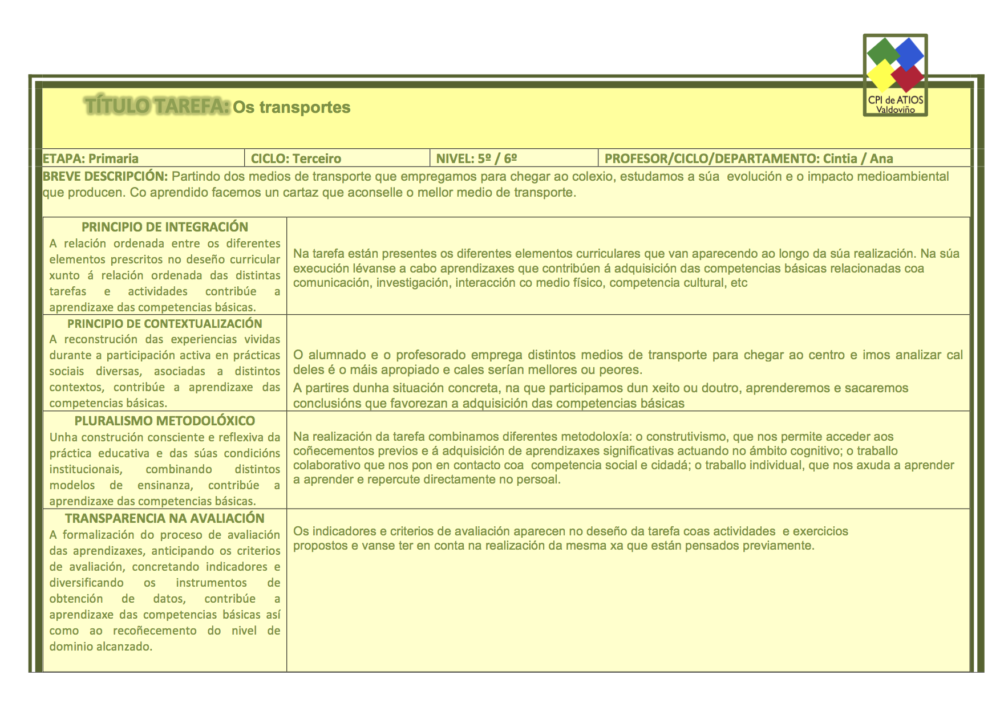 CPI de ATIOS
Valdoviño
TÍTULO TAREFA: Os transportes
ETAPA: Primaria CICLO: Terceiro NIVEL: 5º / 6º PROFESOR/CICLO/DEPARTAMENTO: Cintia / Ana
BREVE DESCRIPCIÓN: Partindo dos medios de transporte que empregamos para chegar ao colexio, estudamos a súa evolución e o impacto medioambiental
que producen. Co aprendido facemos un cartaz que aconselle o mellor medio de transporte.
PRINCIPIO DE INTEGRACIÓN
A relación ordenada entre os diferentes
elementos prescritos no deseño curricular
xunto á relación ordenada das distintas
tarefas e actividades contribúe a
aprendizaxe das competencias básicas.
Na tarefa están presentes os diferentes elementos curriculares que van aparecendo ao longo da súa realización. Na súa
execución lévanse a cabo aprendizaxes que contribúen á adquisición das competencias básicas relacionadas coa
comunicación, investigación, interacción co medio físico, competencia cultural, etc
PRINCIPIO DE CONTEXTUALIZACIÓN
A reconstrución das experiencias vividas
durante a participación activa en prácticas
sociais diversas, asociadas a distintos
contextos, contribúe a aprendizaxe das
competencias básicas.
O alumnado e o profesorado emprega distintos medios de transporte para chegar ao centro e imos analizar cal
deles é o máis apropiado e cales serían mellores ou peores.
A partires dunha situación concreta, na que participamos dun xeito ou doutro, aprenderemos e sacaremos
conclusións que favorezan a adquisición das competencias básicas
PLURALISMO METODOLÓXICO
Unha construción consciente e reflexiva da
práctica educativa e das súas condicións
institucionais, combinando distintos
modelos de ensinanza, contribúe a
aprendizaxe das competencias básicas.
Na realización da tarefa combinamos diferentes metodoloxía: o construtivismo, que nos permite acceder aos
coñecementos previos e á adquisición de aprendizaxes significativas actuando no ámbito cognitivo; o traballo
colaborativo que nos pon en contacto coa competencia social e cidadá; o traballo individual, que nos axuda a aprender
a aprender e repercute directamente no persoal.
TRANSPARENCIA NA AVALIACIÓN
A formalización do proceso de avaliación
das aprendizaxes, anticipando os criterios
de avaliación, concretando indicadores e
diversificando os instrumentos de
obtención de datos, contribúe a
aprendizaxe das competencias básicas así
como ao recoñecemento do nivel de
dominio alcanzado.
Os indicadores e criterios de avaliación aparecen no deseño da tarefa coas actividades e exercicios
propostos e vanse ter en conta na realización da mesma xa que están pensados previamente.